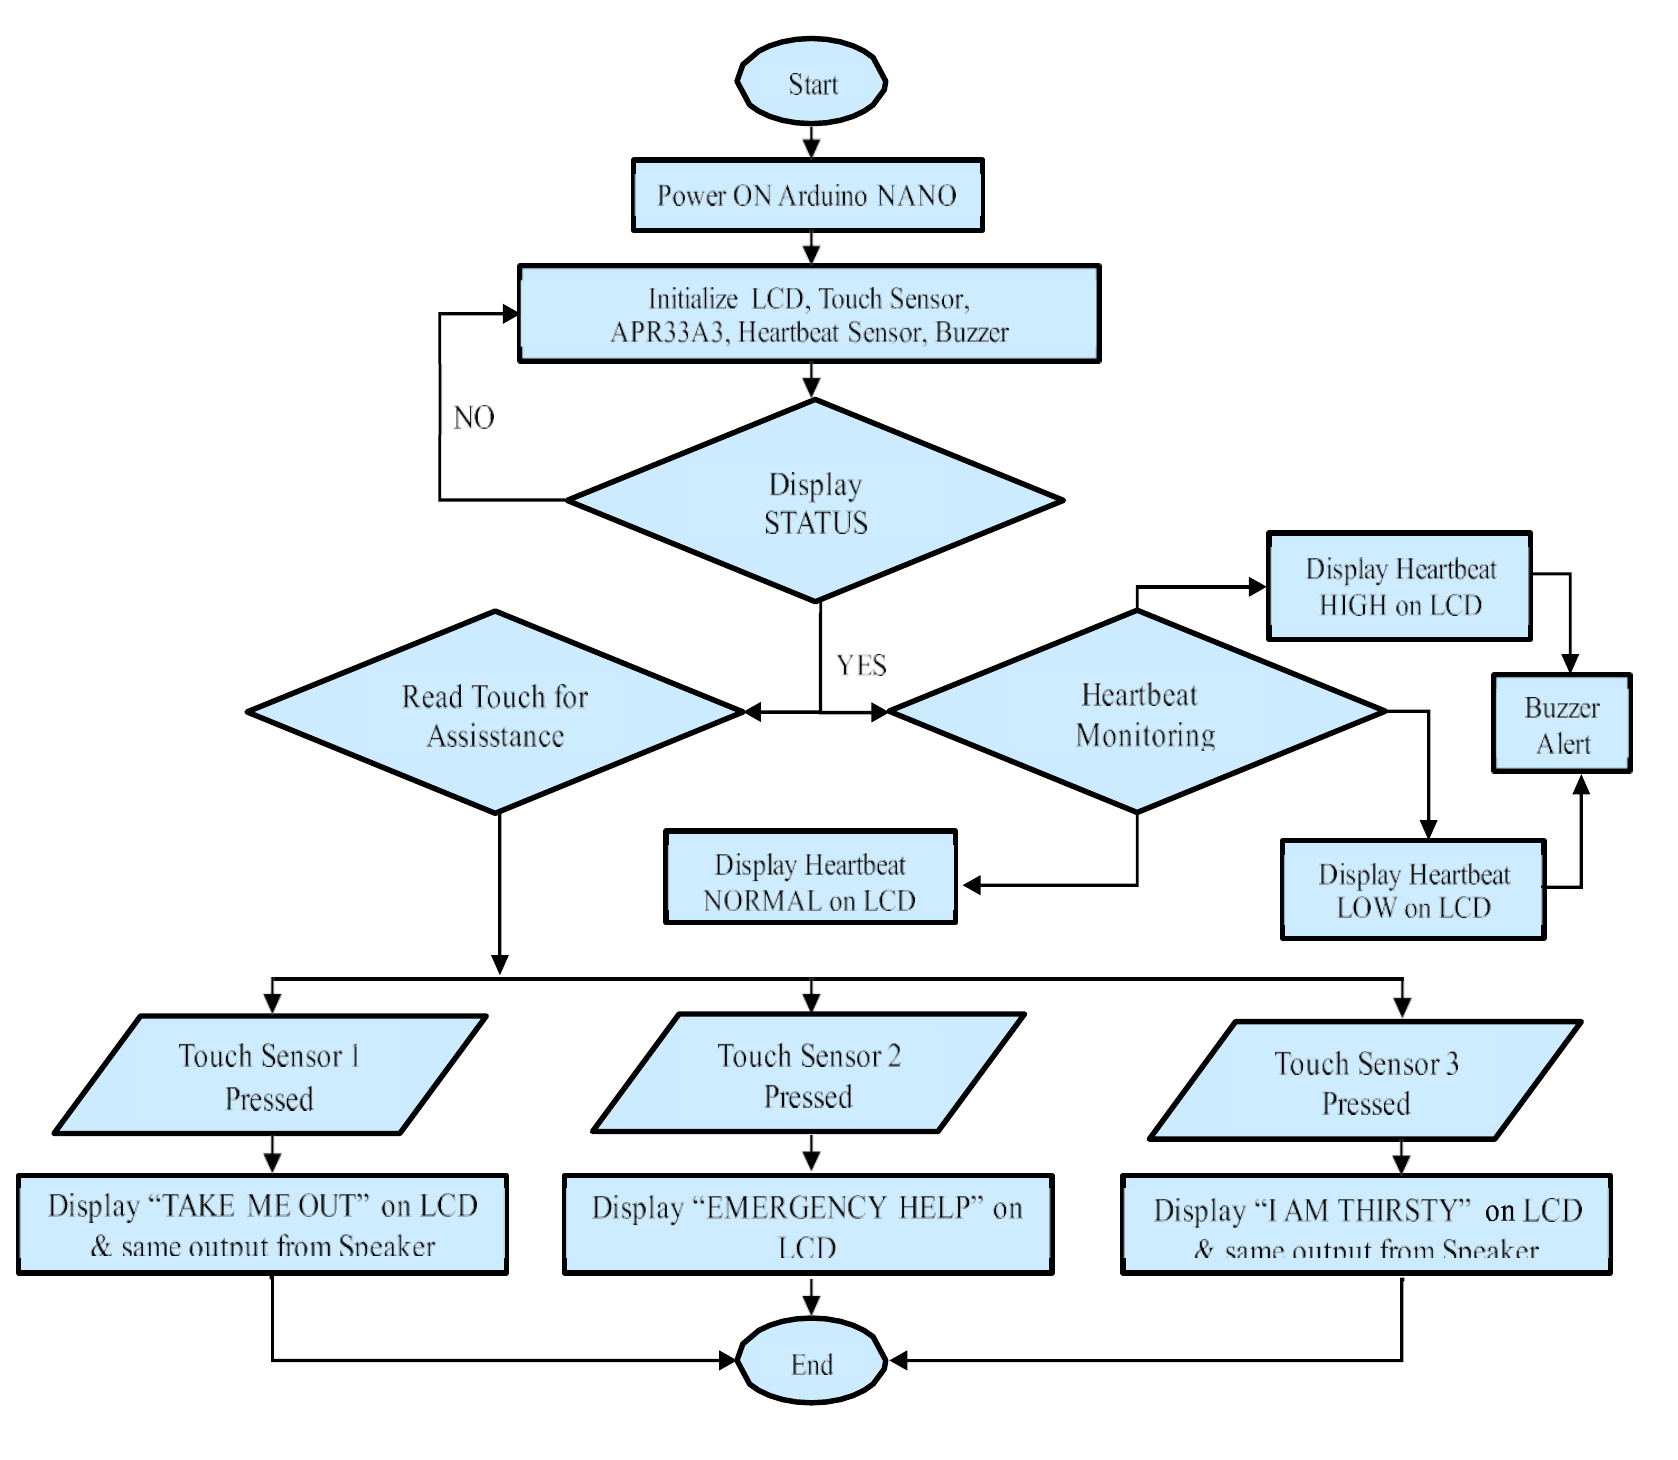 Start
Power ON Arduino NANO
Initialize LCD, Touch Sensor,
APR33A3, Heartbeat Sensor, Buzzer
NO
Display
STATUS
YES
Read Touch for
Assisstance
Heartbeat
Monitoring
Display Heartbeat
HIGH on LCD
Buzzer
Alert
Display Heartbeat
NORMAL on LCD
Display Heartbeat
LOW on LCD
Touch Sensor 1
Pressed
Touch Sensor 2
Pressed
Touch Sensor 3
Pressed
Display “TAKE ME OUT” on LCD
& same output from Speaker
Display “EMERGENCY HELP” on
LCD
Display “I AM THIRSTY” on LCD
& same output from Speaker
End